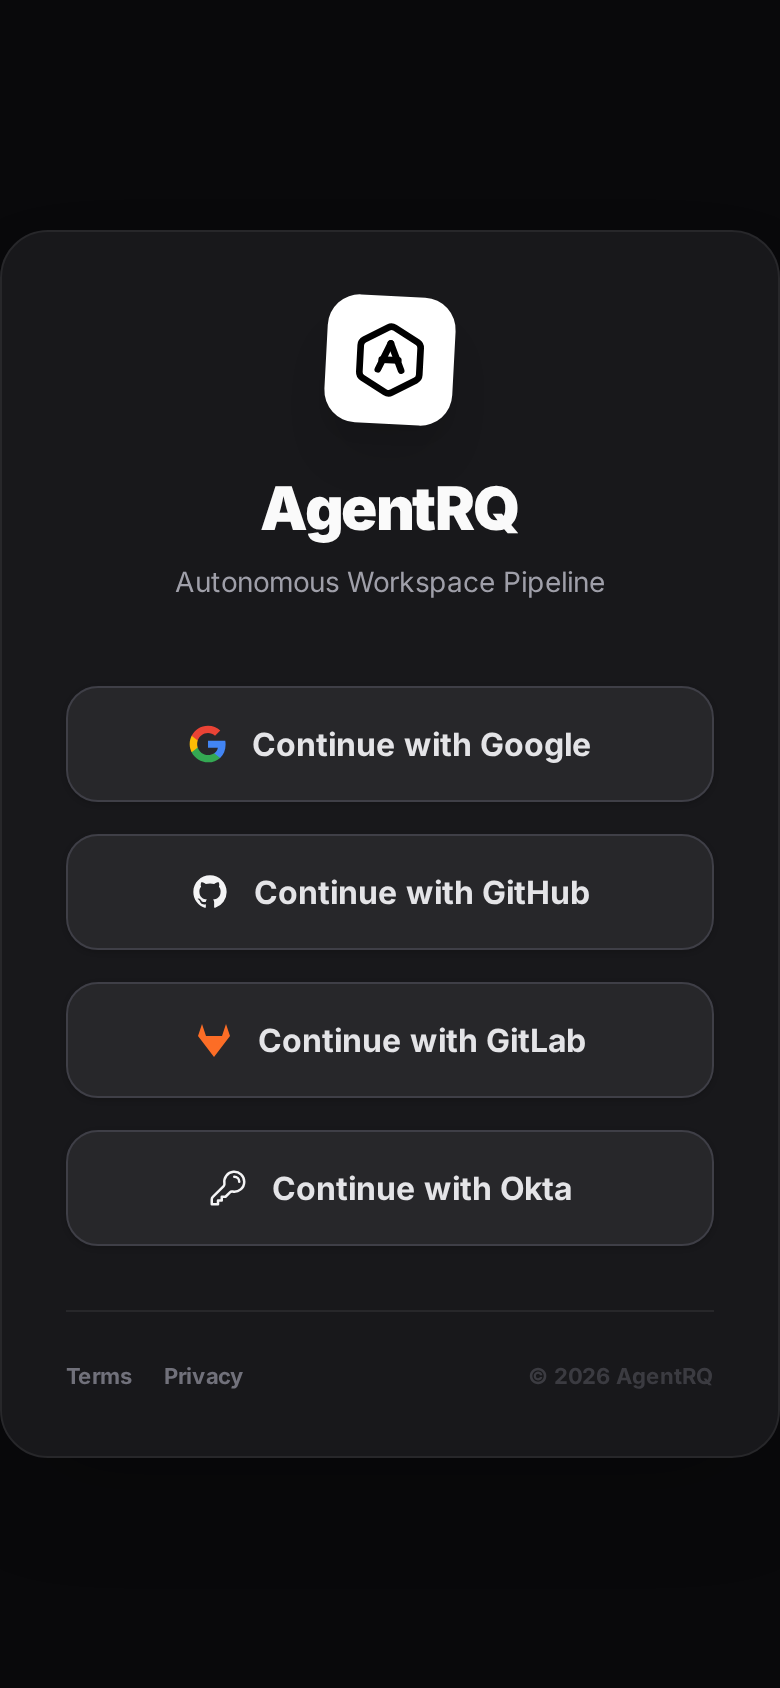 AgentRQ
Autonomous Workspace Pipeline
Continue with Google
Continue with GitHub
Continue with GitLab
Continue with Okta
Terms Privacy © 2026 AgentRQ